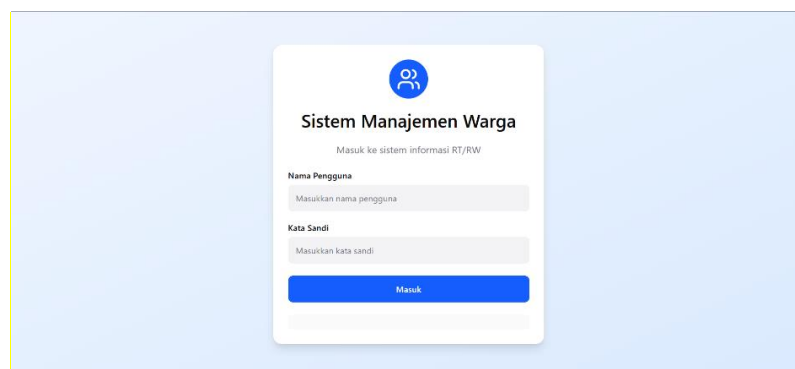 Sistem Manajemen Warga
Masuk ke sistem informasi RT/RW
Nama Pengguna
Masukkan nama pengguna
Kata Sandi
Masukkan kata sandi
Masuk